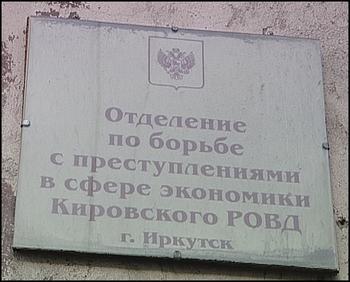 Отделение
по борьбе
с преступлениями
в сфере экономики
Кировского РОВД
г. Иркутск